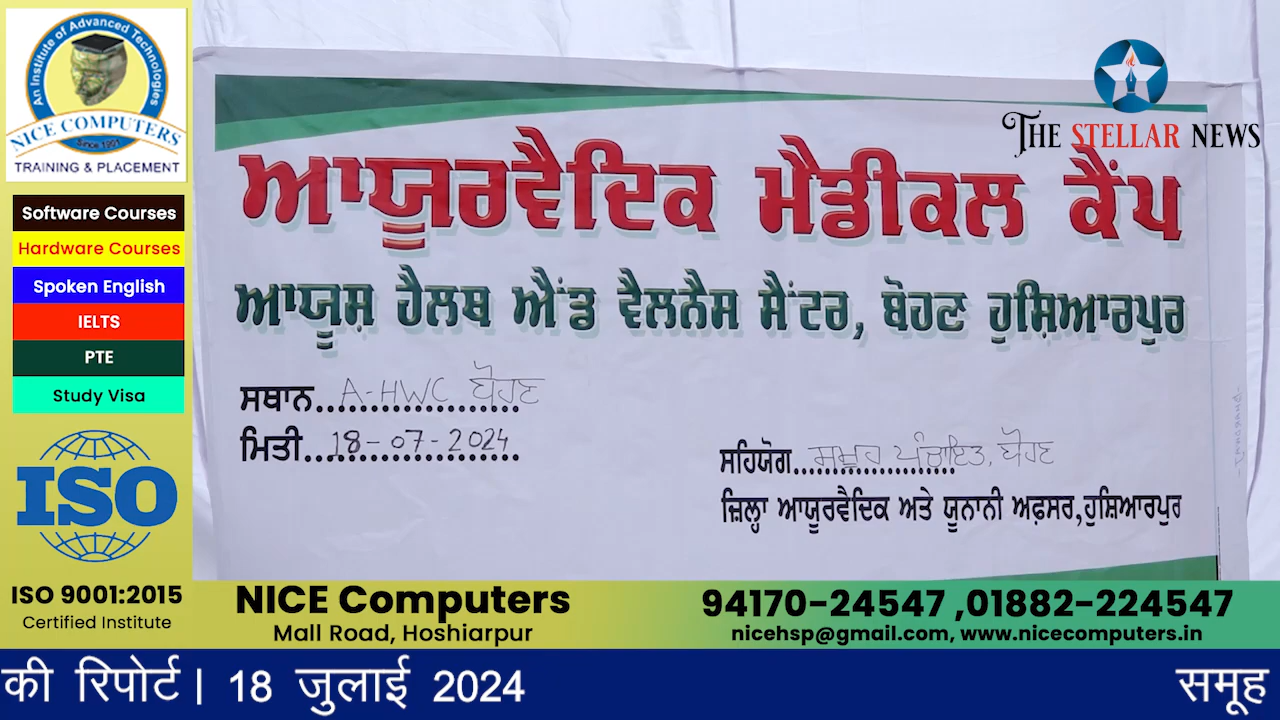 An Institute of Advanced Technologies
NICE COMPUTERS
Since 1991
TRAINING & PLACEMENT
Software Courses
Hardware Courses
Spoken English
IELTS
PTE
Study Visa
ISO
ISO 9001:2015
Certified Institute
THE STELLAR NEWS
ਆਯੂਰਵੈਦਿਕ ਮੈਡੀਕਲ ਕੈਂਪ
ਆਯੂਸ਼ ਹੈਲਥ ਐਂਡ ਵੈਲਨੈਸ ਸੈਂਟਰ, ਬੋਹਣ ਹੁਸ਼ਿਆਰਪੁਰ
ਸਥਾਨ...A-HWC ਬੋਹਣ
ਮਿਤੀ...18-07-2024
ਸਹਿਯੋਗ...ਸਮੂਹ ਪੰਚਾਇਤ, ਬੋਹਣ
ਜ਼ਿਲ੍ਹਾ ਆਯੂਰਵੈਦਿਕ ਅਤੇ ਯੂਨਾਨੀ ਅਫ਼ਸਰ,ਹੁਸ਼ਿਆਰਪੁਰ
NICE Computers
Mall Road, Hoshiarpur
94170-24547 ,01882-224547
nicehsp@gmail.com, www.nicecomputers.in
की रिपोर्ट| 18 जुलाई 2024 समूह